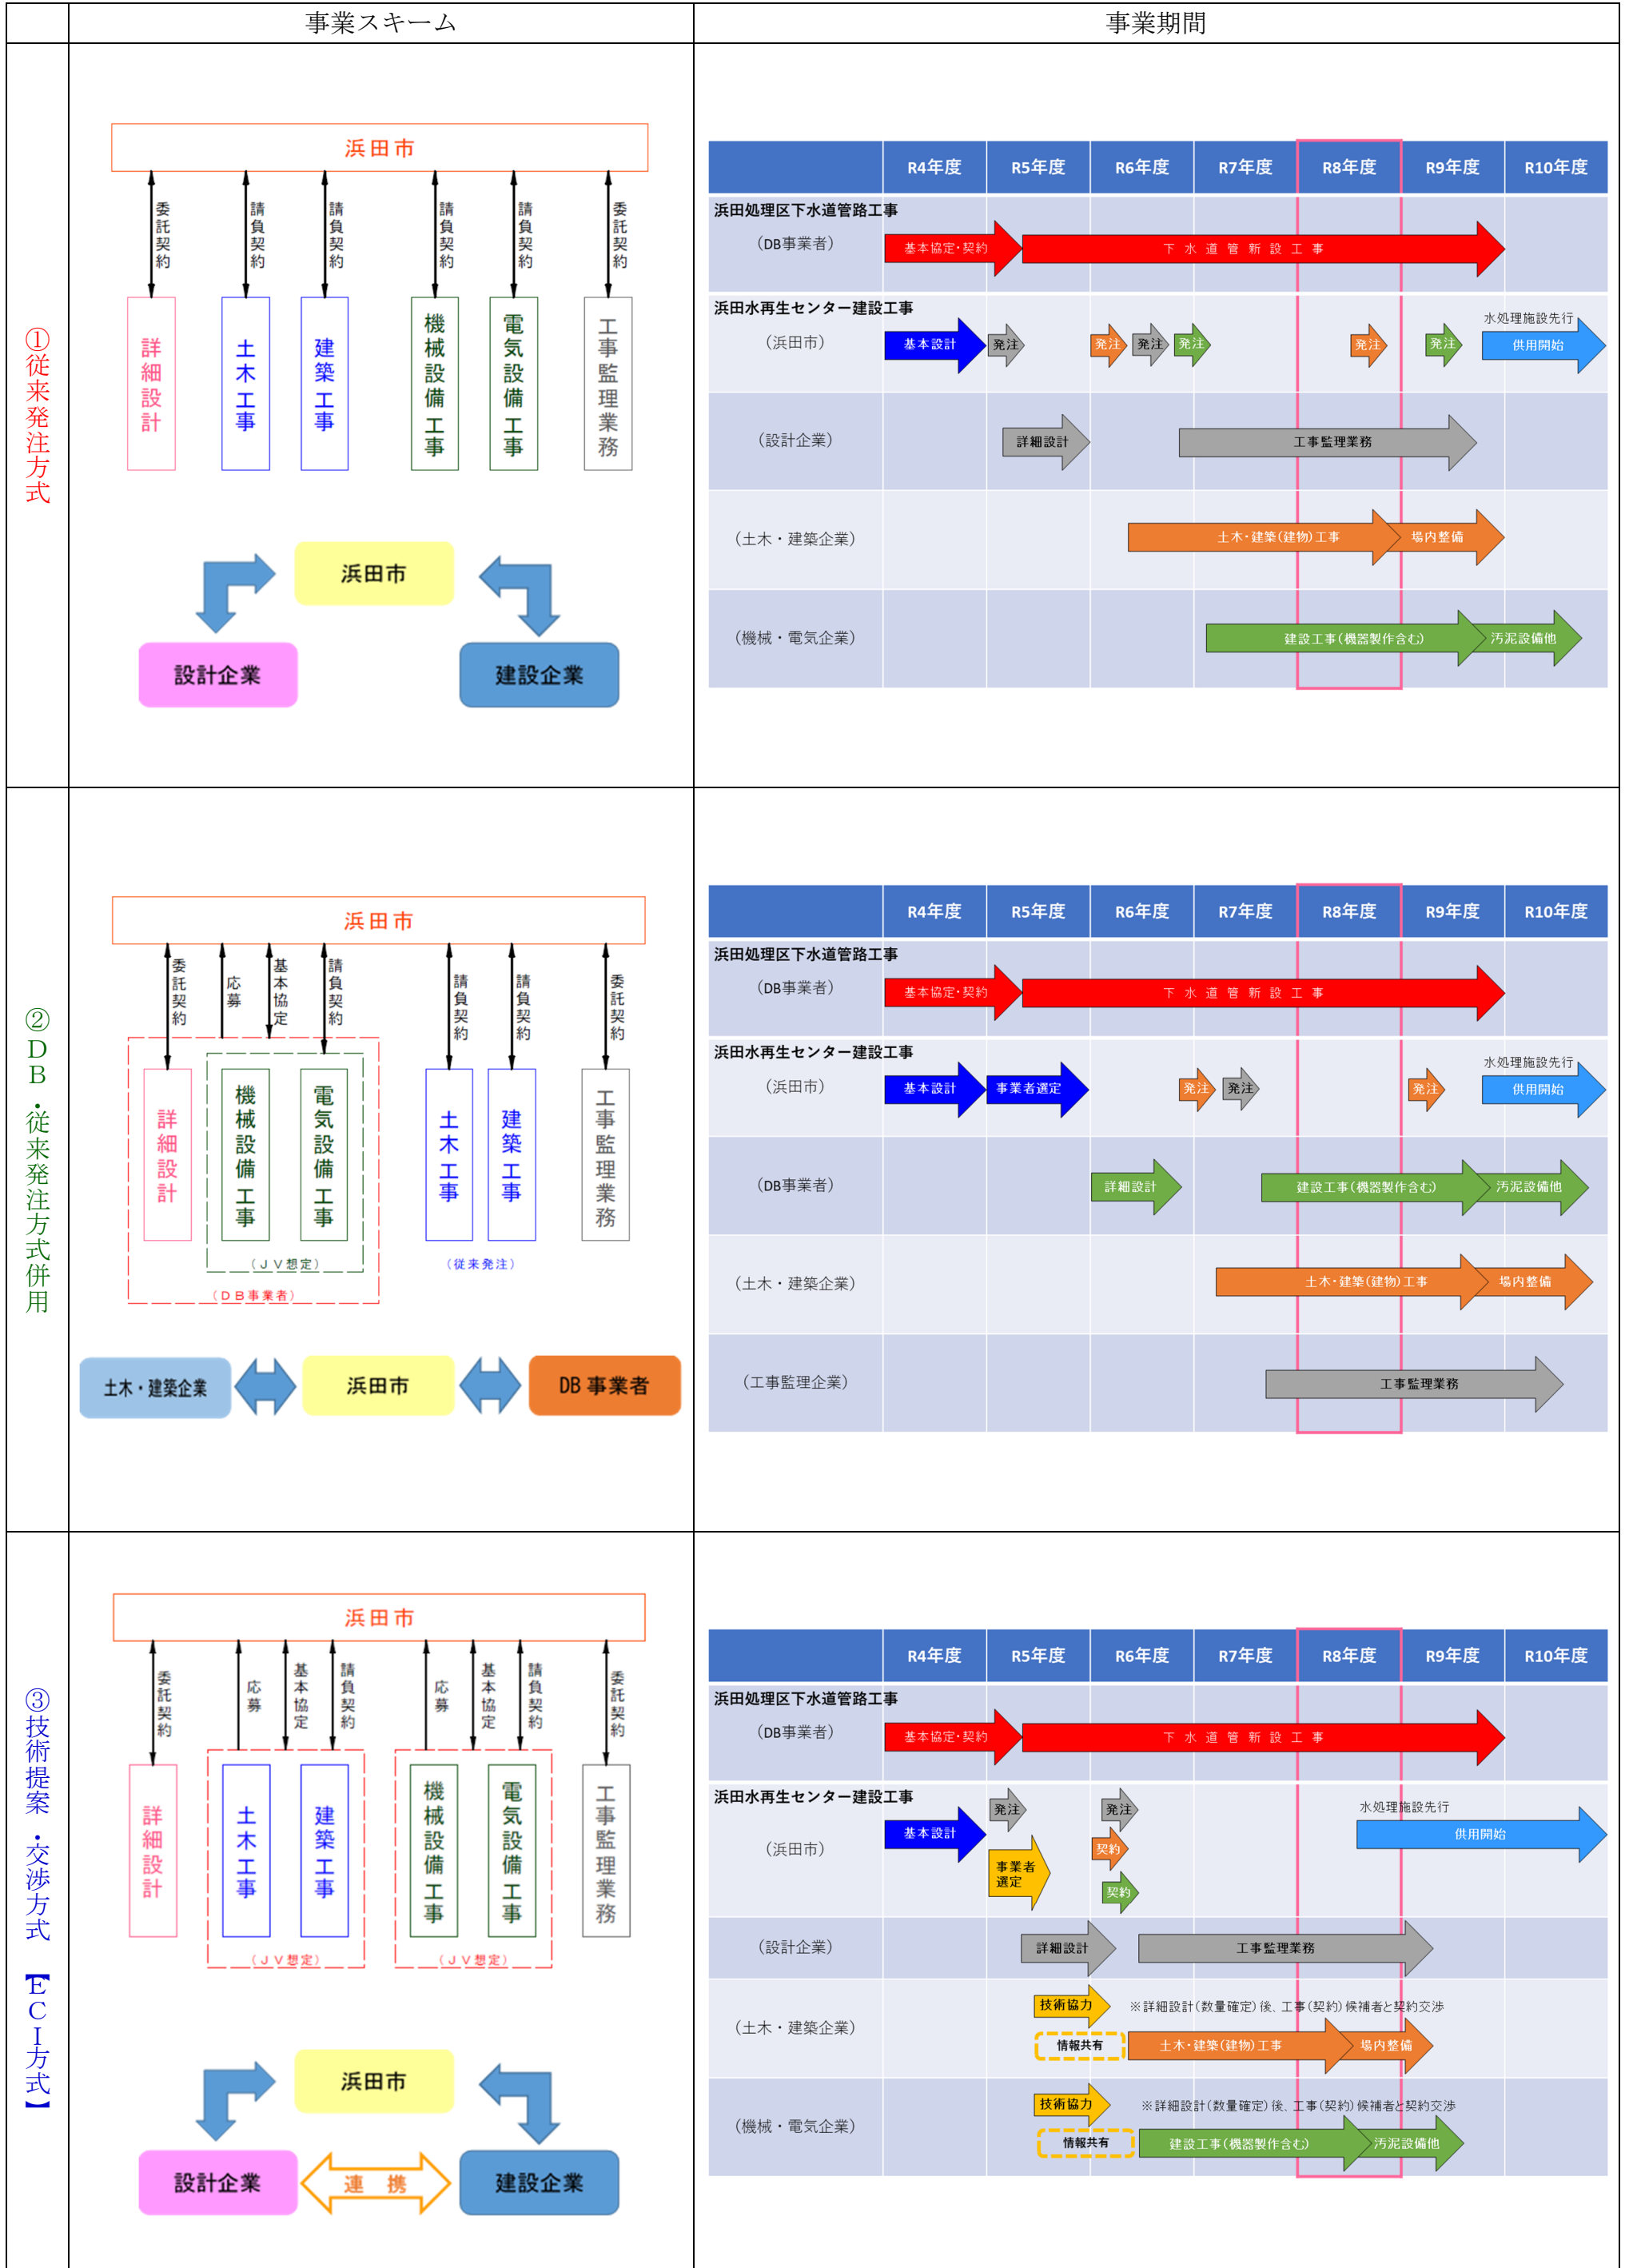 事業スキーム
事業期間
①従来発注方式
浜田市
委託契約
請負契約
請負契約
請負契約
請負契約
委託契約
詳細設計
土木工事
建築工事
機械設備工事
電気設備工事
工事監理業務
浜田市
設計企業
建設企業
R4年度 R5年度 R6年度 R7年度 R8年度 R9年度 R10年度
浜田処理区下水道管路工事
（DB事業者）
基本協定・契約
下水道管新設工事
浜田水再生センター建設工事
（浜田市）
基本設計
発注
発注
発注
発注
発注
発注
水処理施設先行
供用開始
（設計企業）
詳細設計
工事監理業務
（土木・建築企業）
土木・建築(建物)工事
場内整備
（機械・電気企業）
建設工事(機器製作含む)
汚泥設備他
②ＤＢ・従来発注方式併用
浜田市
委託契約
応募
基本協定
請負契約
請負契約
請負契約
委託契約
詳細設計
機械設備工事
電気設備工事
土木工事
建築工事
工事監理業務
（ＪＶ想定）
（従来発注）
（ＤＢ事業者）
土木・建築企業
浜田市
DB 事業者
R4年度 R5年度 R6年度 R7年度 R8年度 R9年度 R10年度
浜田処理区下水道管路工事
（DB事業者）
基本協定・契約
下水道管新設工事
浜田水再生センター建設工事
（浜田市）
基本設計
事業者選定
発注
発注
発注
水処理施設先行
供用開始
（DB事業者）
詳細設計
建設工事(機器製作含む)
汚泥設備他
（土木・建築企業）
土木・建築(建物)工事
場内整備
（工事監理企業）
工事監理業務
③技術提案・交渉方式　【ＥＣＩ方式】
浜田市
委託契約
応募
基本協定
請負契約
応募
基本協定
請負契約
委託契約
詳細設計
土木工事
建築工事
機械設備工事
電気設備工事
工事監理業務
（ＪＶ想定）
（ＪＶ想定）
浜田市
設計企業
連　携
建設企業
R4年度 R5年度 R6年度 R7年度 R8年度 R9年度 R10年度
浜田処理区下水道管路工事
（DB事業者）
基本協定・契約
下水道管新設工事
浜田水再生センター建設工事
（浜田市）
基本設計
発注
事業者
選定
発注
契約
契約
水処理施設先行
供用開始
（設計企業）
詳細設計
工事監理業務
（土木・建築企業）
技術協力
※詳細設計(数量確定)後、工事(契約)候補者と契約交渉
情報共有
土木・建築(建物)工事
場内整備
（機械・電気企業）
技術協力
※詳細設計(数量確定)後、工事(契約)候補者と契約交渉
情報共有
建設工事(機器製作含む)
汚泥設備他